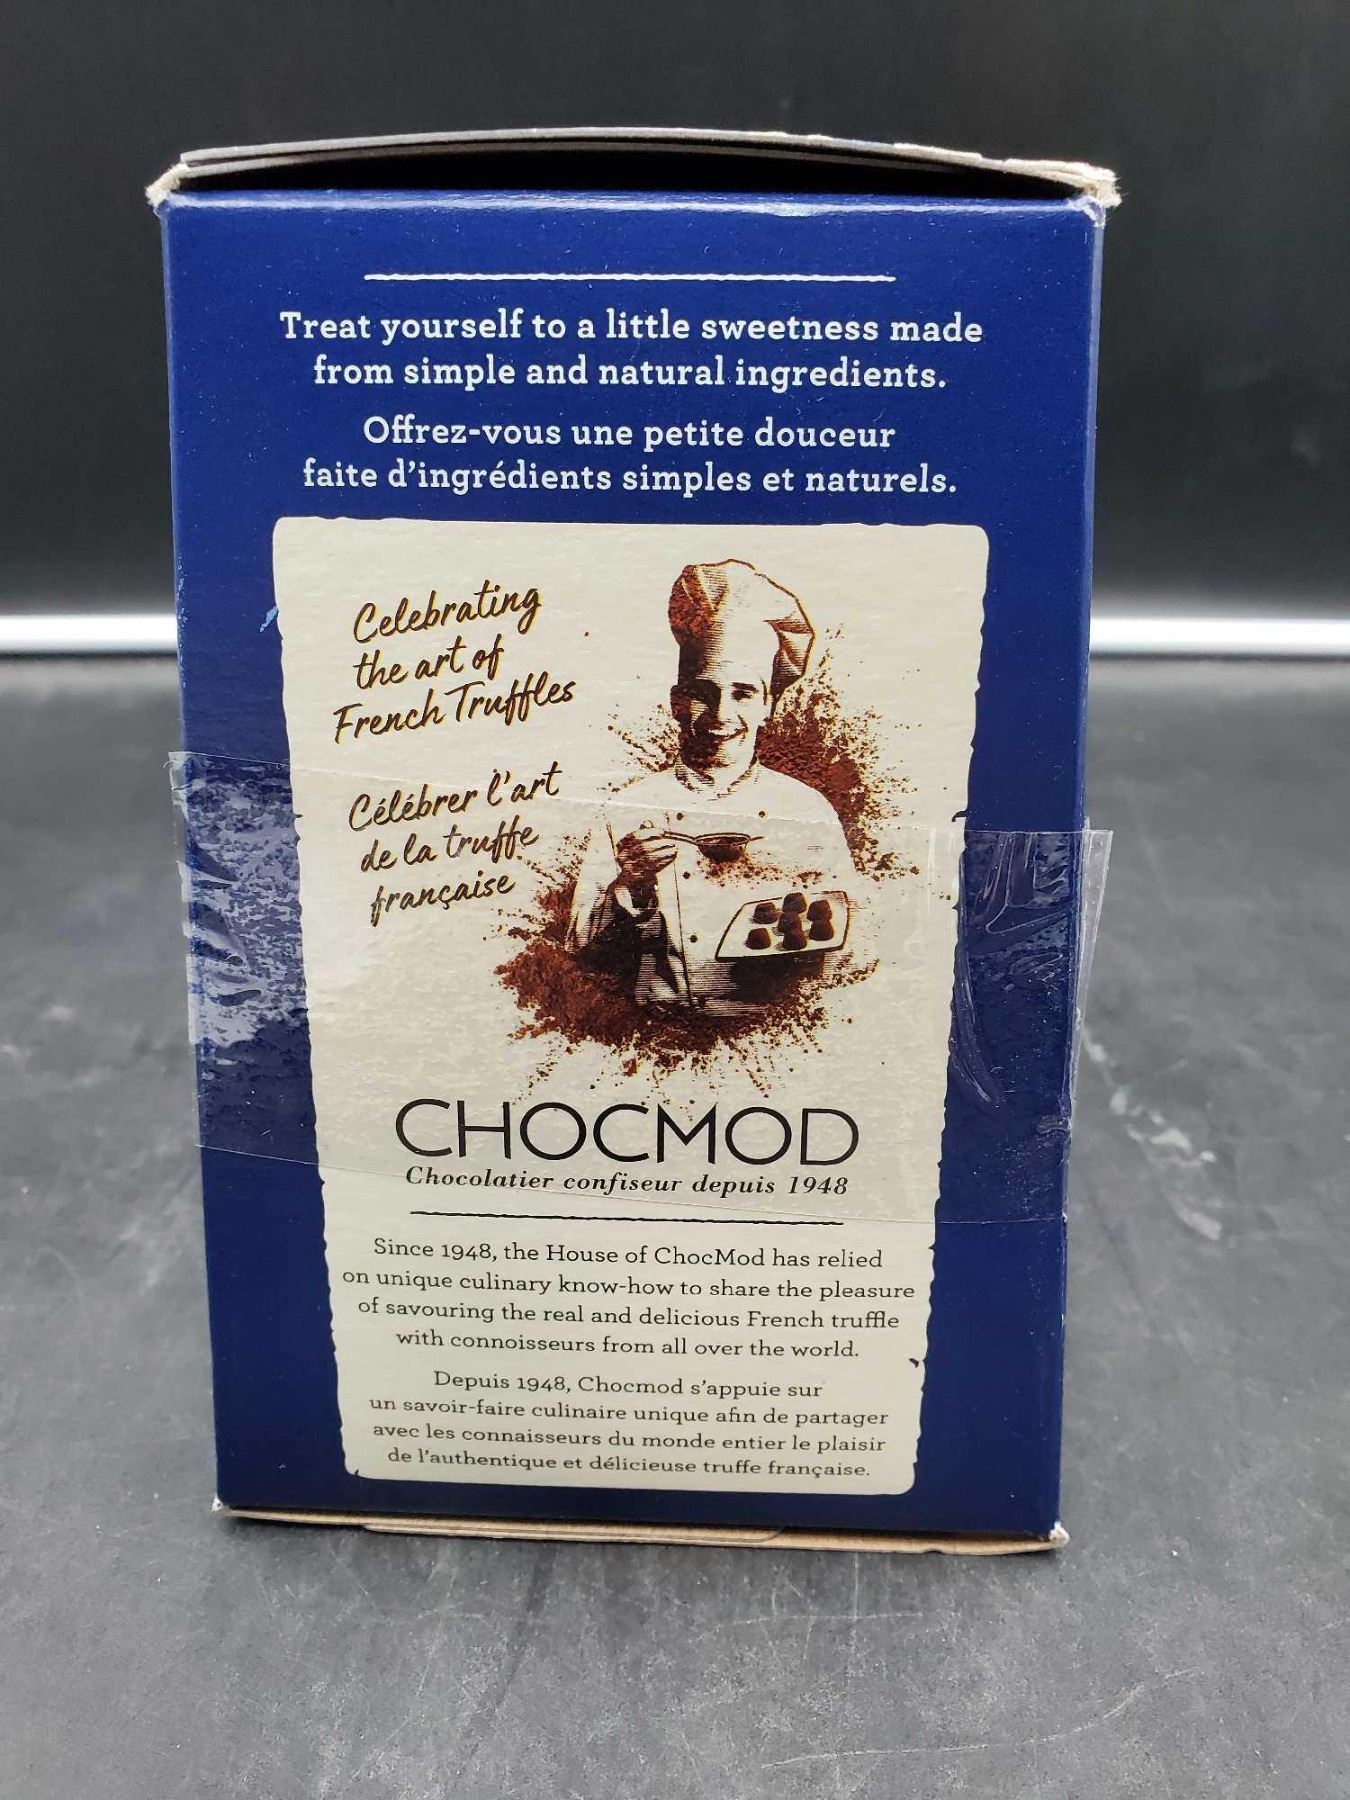 Treat yourself to a little sweetness made
from simple and natural ingredients.
Offrez-vous une petite douceur
faite d'ingrédients simples et naturels.
Celebrating
the art of
French Truffles
Célébrer l'art
de la truffe
française
CHOCMOD
Chocolatier confiseur depuis 1948
Since 1948, the House of ChocMod has relied
on unique culinary know-how to share the pleasure
of savouring the real and delicious French truffle
with connoisseurs from all over the world.
Depuis 1948, Chocmod s'appuie sur
un savoir-faire culinaire unique afin de partager
avec les connaisseurs du monde entier le plaisir
de l'authentique et délicieuse truffe française.